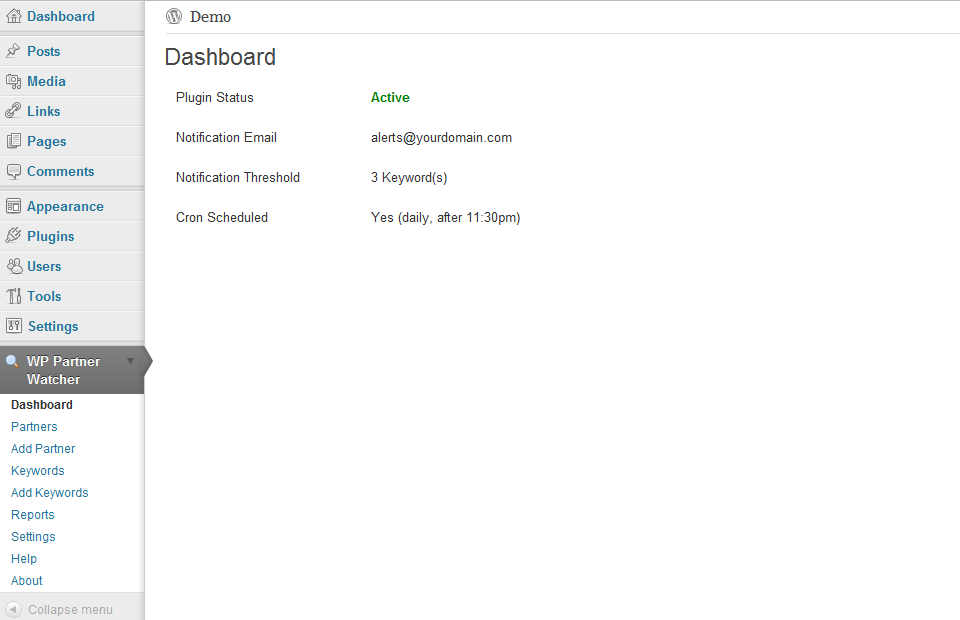 Dashboard
Posts
Media
Links
Pages
Comments
Appearance
Plugins
Users
Tools
Settings
WP Partner
Watcher
Dashboard
Partners
Add Partner
Keywords
Add Keywords
Reports
Settings
Help
About
Collapse menu
Demo
Dashboard
Plugin Status Active
Notification Email alerts@yourdomain.com
Notification Threshold 3 Keyword(s)
Cron Scheduled Yes (daily, after 11:30pm)